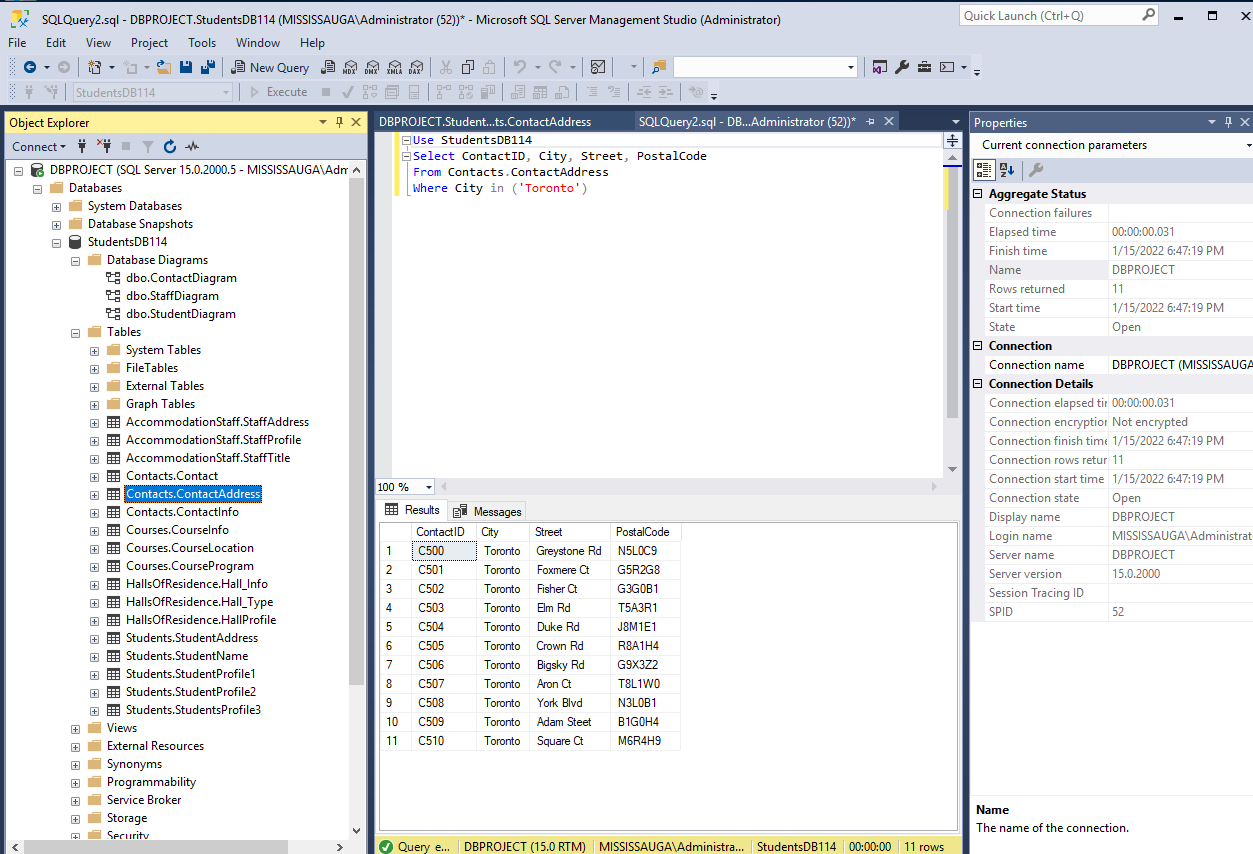 SQLQuery2.sql - DBPROJECT.StudentsDB114 (MISSISSAUGA\Administrator (52))* - Microsoft SQL Server Management Studio (Administrator)
Quick Launch (Ctrl+Q)
File Edit View Project Tools Window Help
New Query MDX DMX XMLA DAX
StudentsDB114 Execute
Object Explorer
Connect
DBPROJECT (SQL Server 15.0.2000.5 - MISSISSAUGA\Adm
Databases
System Databases
Database Snapshots
StudentsDB114
Database Diagrams
dbo.ContactDiagram
dbo.StaffDiagram
dbo.StudentDiagram
Tables
System Tables
FileTables
External Tables
Graph Tables
AccommodationStaff.StaffAddress
AccommodationStaff.StaffProfile
AccommodationStaff.StaffTitle
Contacts.Contact
Contacts.ContactAddress
Contacts.ContactInfo
Courses.CourseInfo
Courses.CourseLocation
Courses.CourseProgram
HallsOfResidence.Hall_Info
HallsOfResidence.Hall_Type
HallsOfResidence.HallProfile
Students.StudentAddress
Students.StudentName
Students.StudentProfile1
Students.StudentProfile2
Students.StudentsProfile3
Views
External Resources
Synonyms
Programmability
Service Broker
Storage
Security
DBPROJECT.Student...ts.ContactAddress
SQLQuery2.sql - DB...Administrator (52))*
Use StudentsDB114
Select ContactID, City, Street, PostalCode
From Contacts.ContactAddress
Where City in ('Toronto')
100 %
Results Messages
ContactID City Street PostalCode
1 C500 Toronto Greystone Rd N5L0C9
2 C501 Toronto Foxmere Ct G5R2G8
3 C502 Toronto Fisher Ct G3G0B1
4 C503 Toronto Elm Rd T5A3R1
5 C504 Toronto Duke Rd J8M1E1
6 C505 Toronto Crown Rd R8A1H4
7 C506 Toronto Bigsky Rd G9X3Z2
8 C507 Toronto Aron Ct T8L1W0
9 C508 Toronto York Blvd N3L0B1
10 C509 Toronto Adam Steet B1G0H4
11 C510 Toronto Square Ct M6R4H9
Query e... DBPROJECT (15.0 RTM) MISSISSAUGA\Administra... StudentsDB114 00:00:00 11 rows
Properties
Current connection parameters
Aggregate Status
Connection failures
Elapsed time 00:00:00.031
Finish time 1/15/2022 6:47:19 PM
Name DBPROJECT
Rows returned 11
Start time 1/15/2022 6:47:19 PM
State Open
Connection
Connection name DBPROJECT (MISSISSAUGA
Connection Details
Connection elapsed tir 00:00:00.031
Connection encryption Not encrypted
Connection finish time 1/15/2022 6:47:19 PM
Connection rows retur 11
Connection start time 1/15/2022 6:47:19 PM
Connection state Open
Display name DBPROJECT
Login name MISSISSAUGA\Administrat
Server name DBPROJECT
Server version 15.0.2000
Session Tracing ID
SPID 52
Name
The name of the connection.